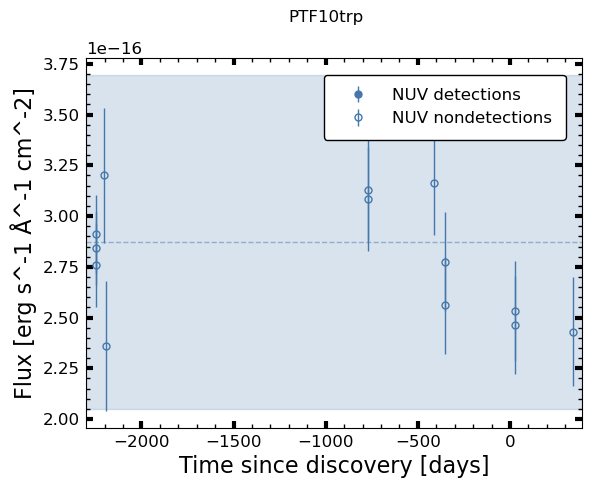 PTF10trp
1e−16
3.75
3.50
3.25
3.00
2.75
2.50
2.25
2.00
Flux [erg s^-1 Å^-1 cm^-2]
NUV detections
NUV nondetections
−2000 −1500 −1000 −500 0
Time since discovery [days]